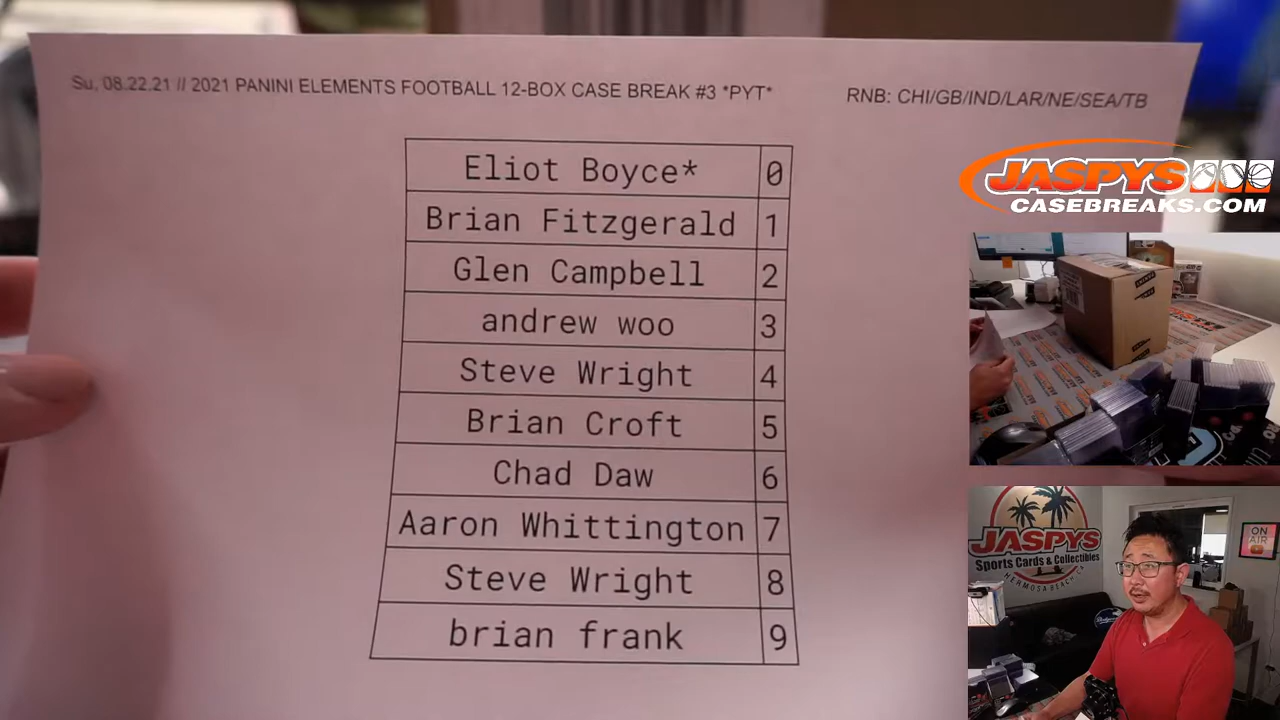 Su, 08.22.21 // 2021 PANINI ELEMENTS FOOTBALL 12-BOX CASE BREAK #3 *PYT*
RNB: CHI/GB/IND/LAR/NE/SEA/TB
Eliot Boyce* 0
Brian Fitzgerald 1
Glen Campbell 2
andrew woo 3
Steve Wright 4
Brian Croft 5
Chad Daw 6
Aaron Whittington 7
Steve Wright 8
brian frank 9
JASPYS
CASEBREAKS.COM
JASPYS
Sports Cards & Collectibles
HERMOSA BEACH, CA
ON
AIR
Dodgers